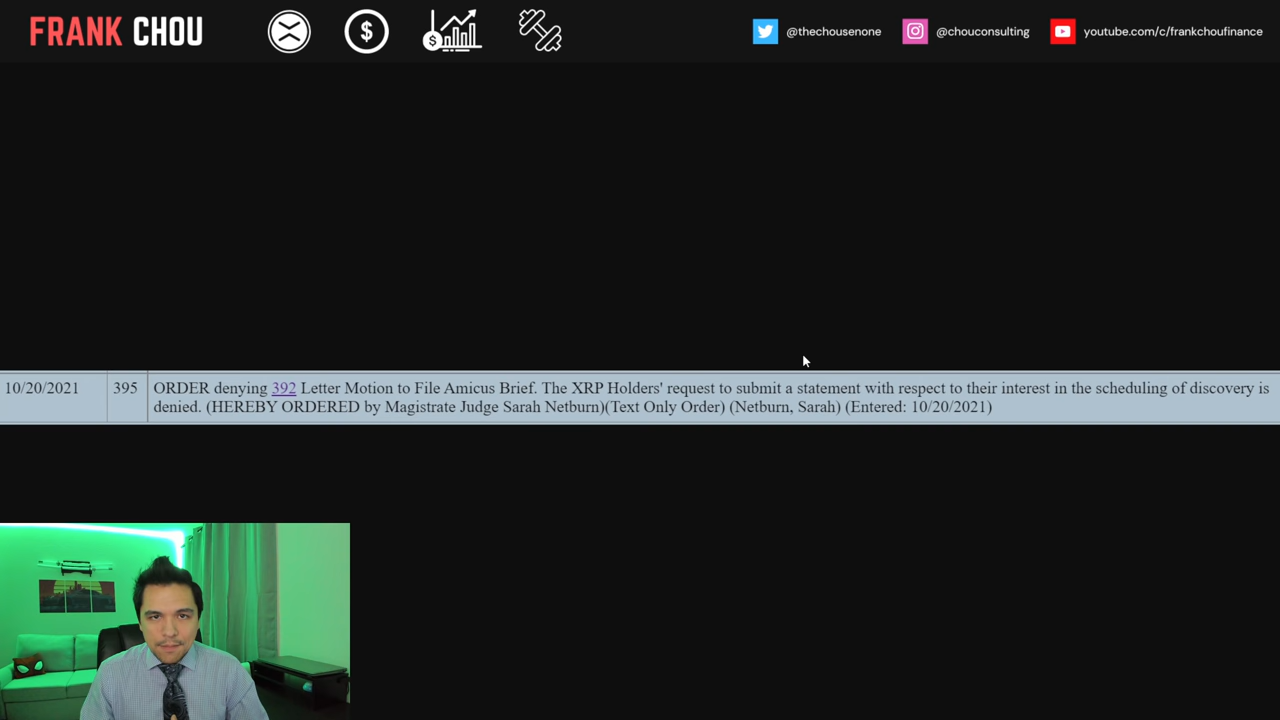 FRANK CHOU
@thechousenone
@chouconsulting
youtube.com/c/frankchoufinance
10/20/2021 395 ORDER denying 392 Letter Motion to File Amicus Brief. The XRP Holders' request to submit a statement with respect to their interest in the scheduling of discovery is
denied. (HEREBY ORDERED by Magistrate Judge Sarah Netburn)(Text Only Order) (Netburn, Sarah) (Entered: 10/20/2021)